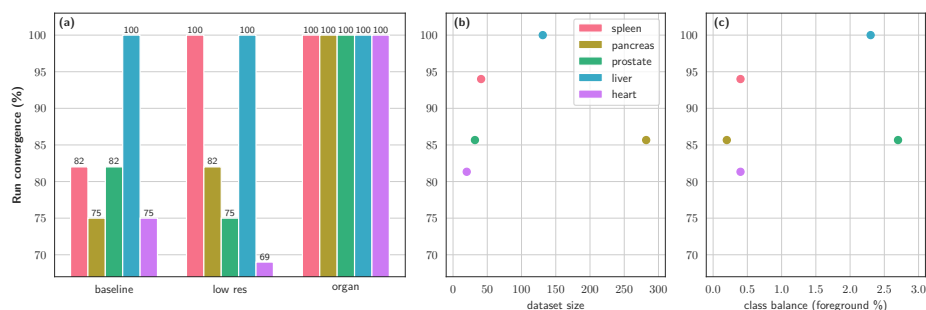 (a)
Run convergence (%)
100
95
90
85
80
75
70
82
75
82
100
75
100
82
75
100
69
100 100 100 100 100
baseline
low res
organ
(b)
spleen
pancreas
prostate
liver
heart
100
95
90
85
80
75
70
0 50 100 150 200 250 300
dataset size
(c)
100
95
90
85
80
75
70
0.0 0.5 1.0 1.5 2.0 2.5 3.0
class balance (foreground %)